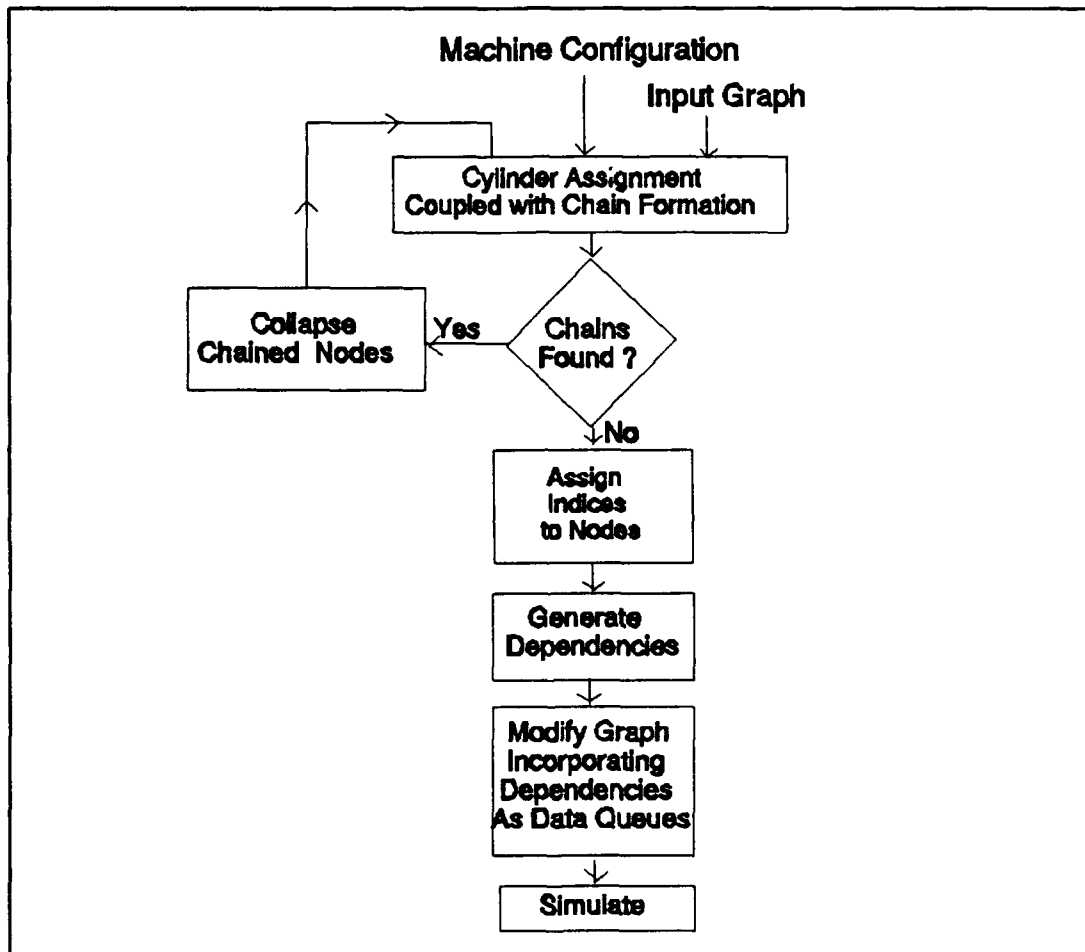 Machine Configuration
Input Graph
Cylinder Assignment
Coupled with Chain Formation
Collapse
Chained Nodes
Yes
Chains
Found ?
No
Assign
Indices
to Nodes
Generate
Dependencies
Modify Graph
Incorporating
Dependencies
As Data Queues
Simulate